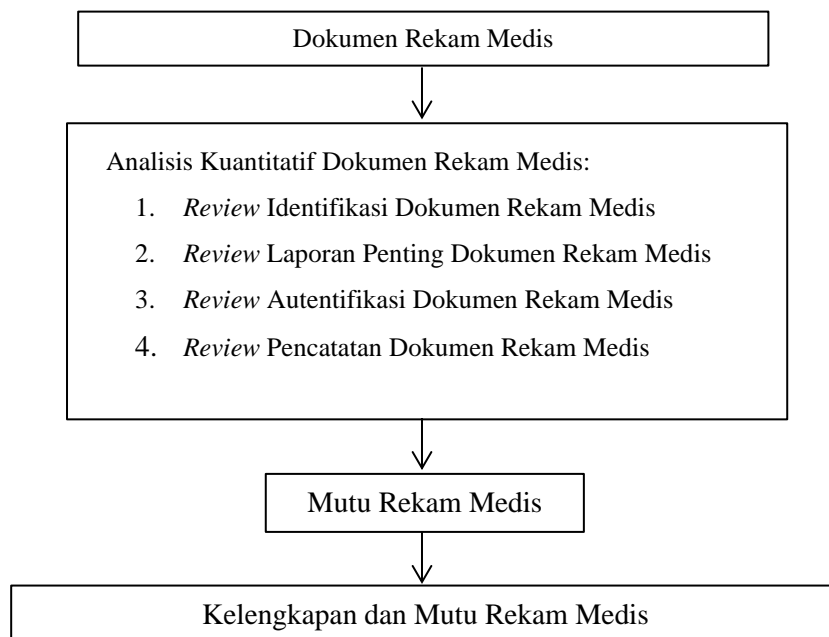 Dokumen Rekam Medis
Analisis Kuantitatif Dokumen Rekam Medis:
1. Review Identifikasi Dokumen Rekam Medis
2. Review Laporan Penting Dokumen Rekam Medis
3. Review Autentifikasi Dokumen Rekam Medis
4. Review Pencatatan Dokumen Rekam Medis
Mutu Rekam Medis
Kelengkapan dan Mutu Rekam Medis